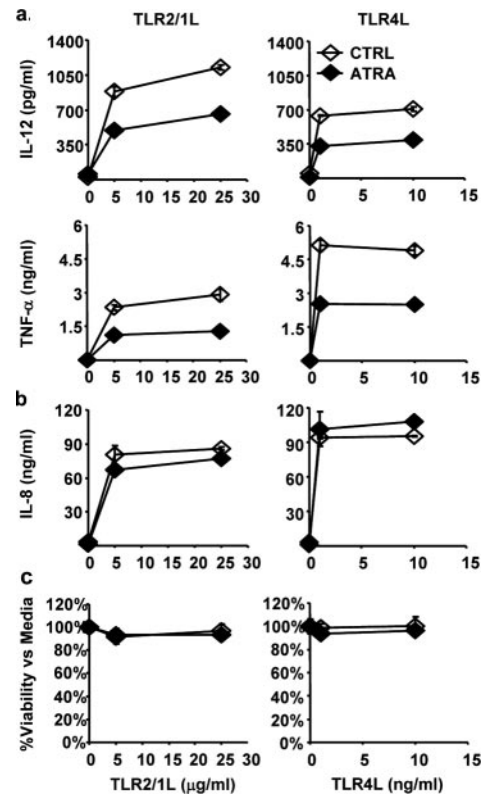 a.
TLR2/1L
TLR4L
IL-12 (pg/ml)
1400
1050
700
350
0 5 10 15 20 25 30
1400
1050
700
350
0 5 10 15
CTRL
ATRA
TNF-α (ng/ml)
6
4.5
3
1.5
0 5 10 15 20 25 30
6
4.5
3
1.5
0 5 10 15
b
IL-8 (ng/ml)
120
90
60
30
0 5 10 15 20 25 30
120
90
60
30
0 5 10 15
c
%Viability vs Media
120%
100%
80%
60%
40%
20%
0%
0 5 10 15 20 25 30
TLR2/1L (μg/ml)
120%
100%
80%
60%
40%
20%
0%
0 5 10 15
TLR4L (ng/ml)